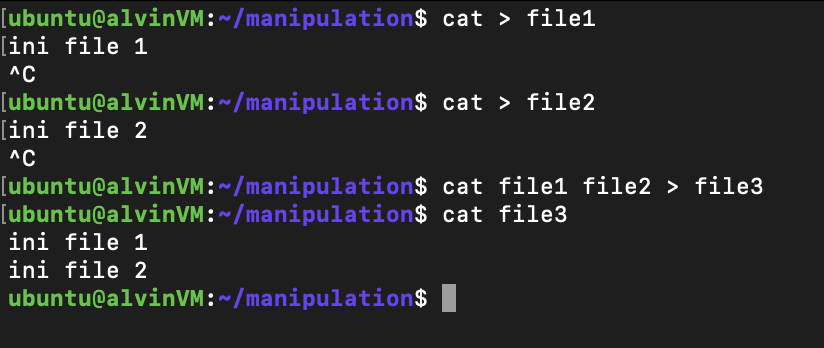 [ubuntu@alvinVM:~/manipulation$ cat > file1
[ini file 1
^C
[ubuntu@alvinVM:~/manipulation$ cat > file2
[ini file 2
^C
[ubuntu@alvinVM:~/manipulation$ cat file1 file2 > file3
[ubuntu@alvinVM:~/manipulation$ cat file3
ini file 1
ini file 2
ubuntu@alvinVM:~/manipulation$